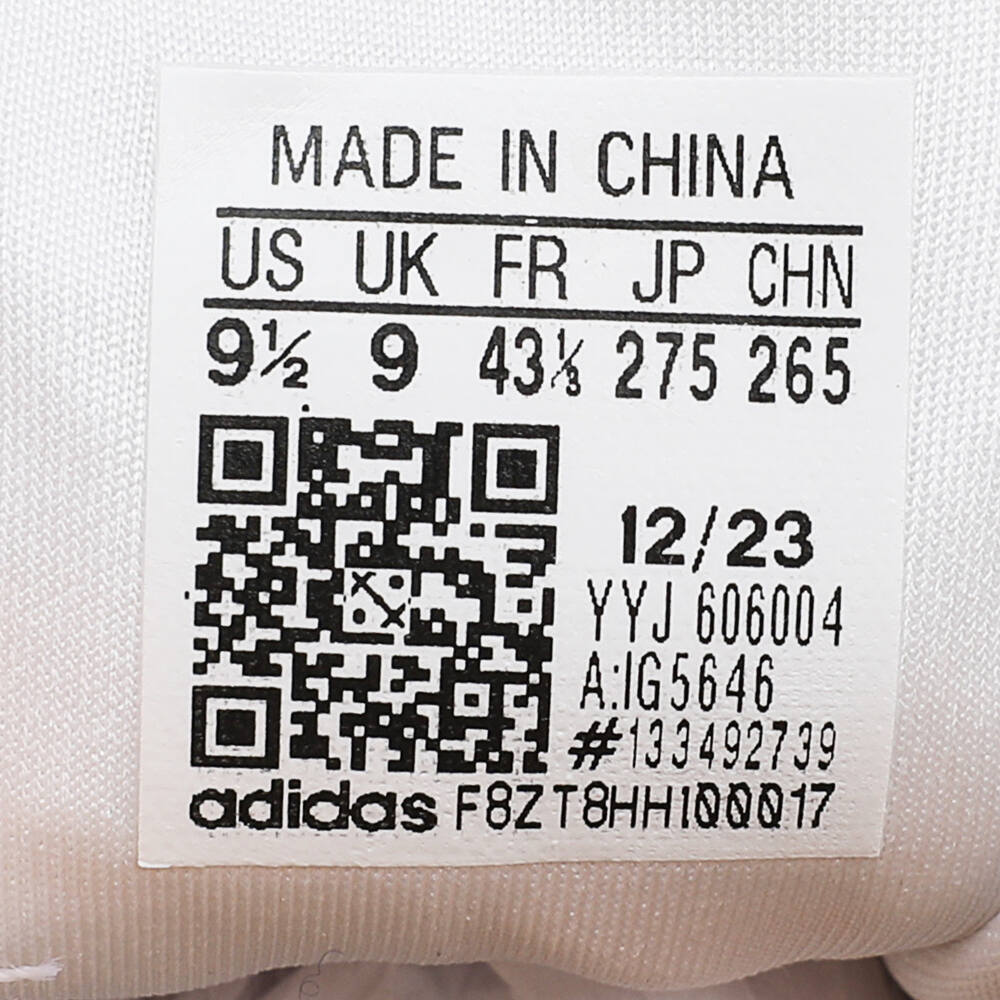 MADE IN CHINA
US UK FR JP CHN
9½ 9 43⅓ 275 265
12/23
YYJ 606004
A:IG5646
#133492739
adidas F8ZT8HH100017